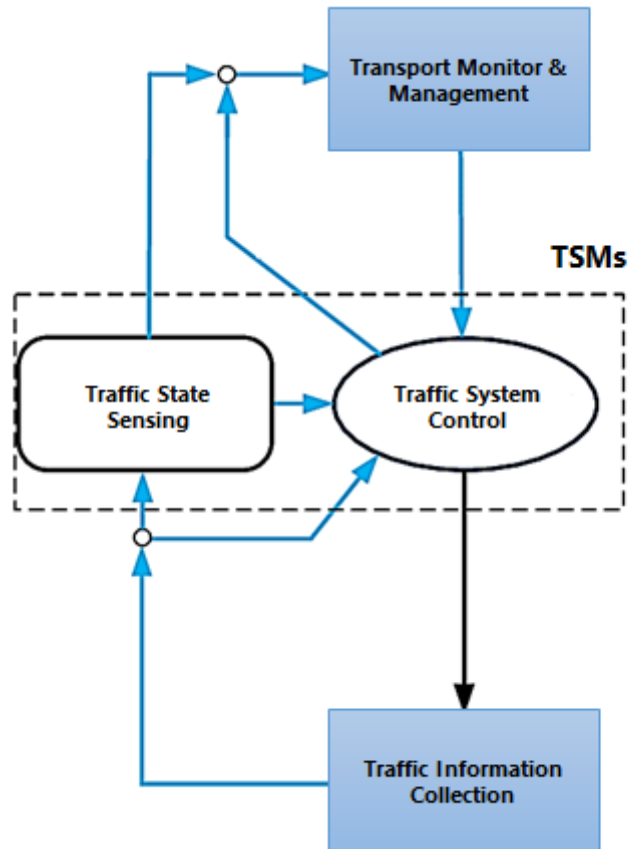 Transport Monitor &
Management
TSMs
Traffic State
Sensing
Traffic System
Control
Traffic Information
Collection